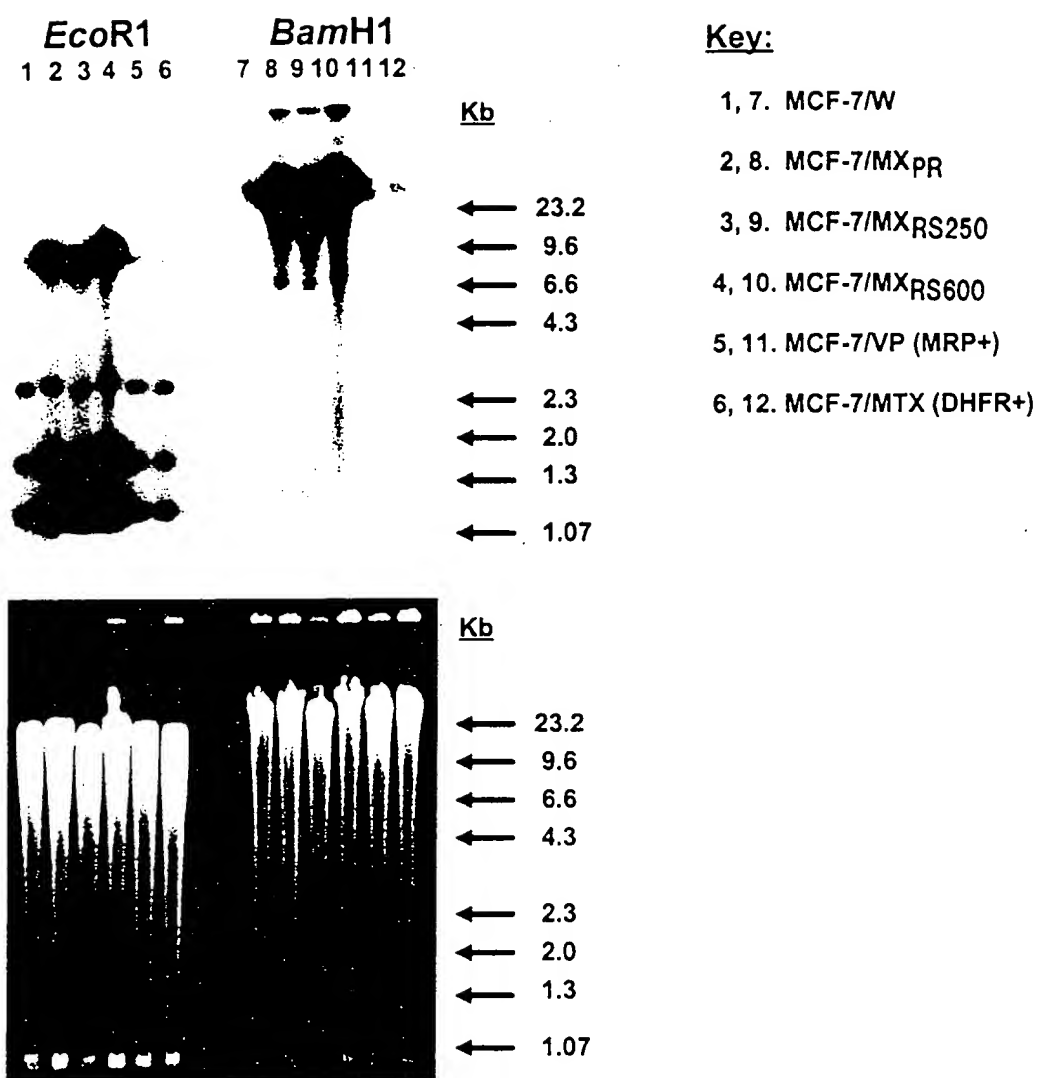 EcoR1 BamH1
1 2 3 4 5 6 7 8 9 10 11 12
Kb
23.2
9.6
6.6
4.3
2.3
2.0
1.3
1.07
Key:
1, 7. MCF-7/W
2, 8. MCF-7/MXPR
3, 9. MCF-7/MXRS250
4, 10. MCF-7/MXRS600
5, 11. MCF-7/VP (MRP+)
6, 12. MCF-7/MTX (DHFR+)
Kb
23.2
9.6
6.6
4.3
2.3
2.0
1.3
1.07